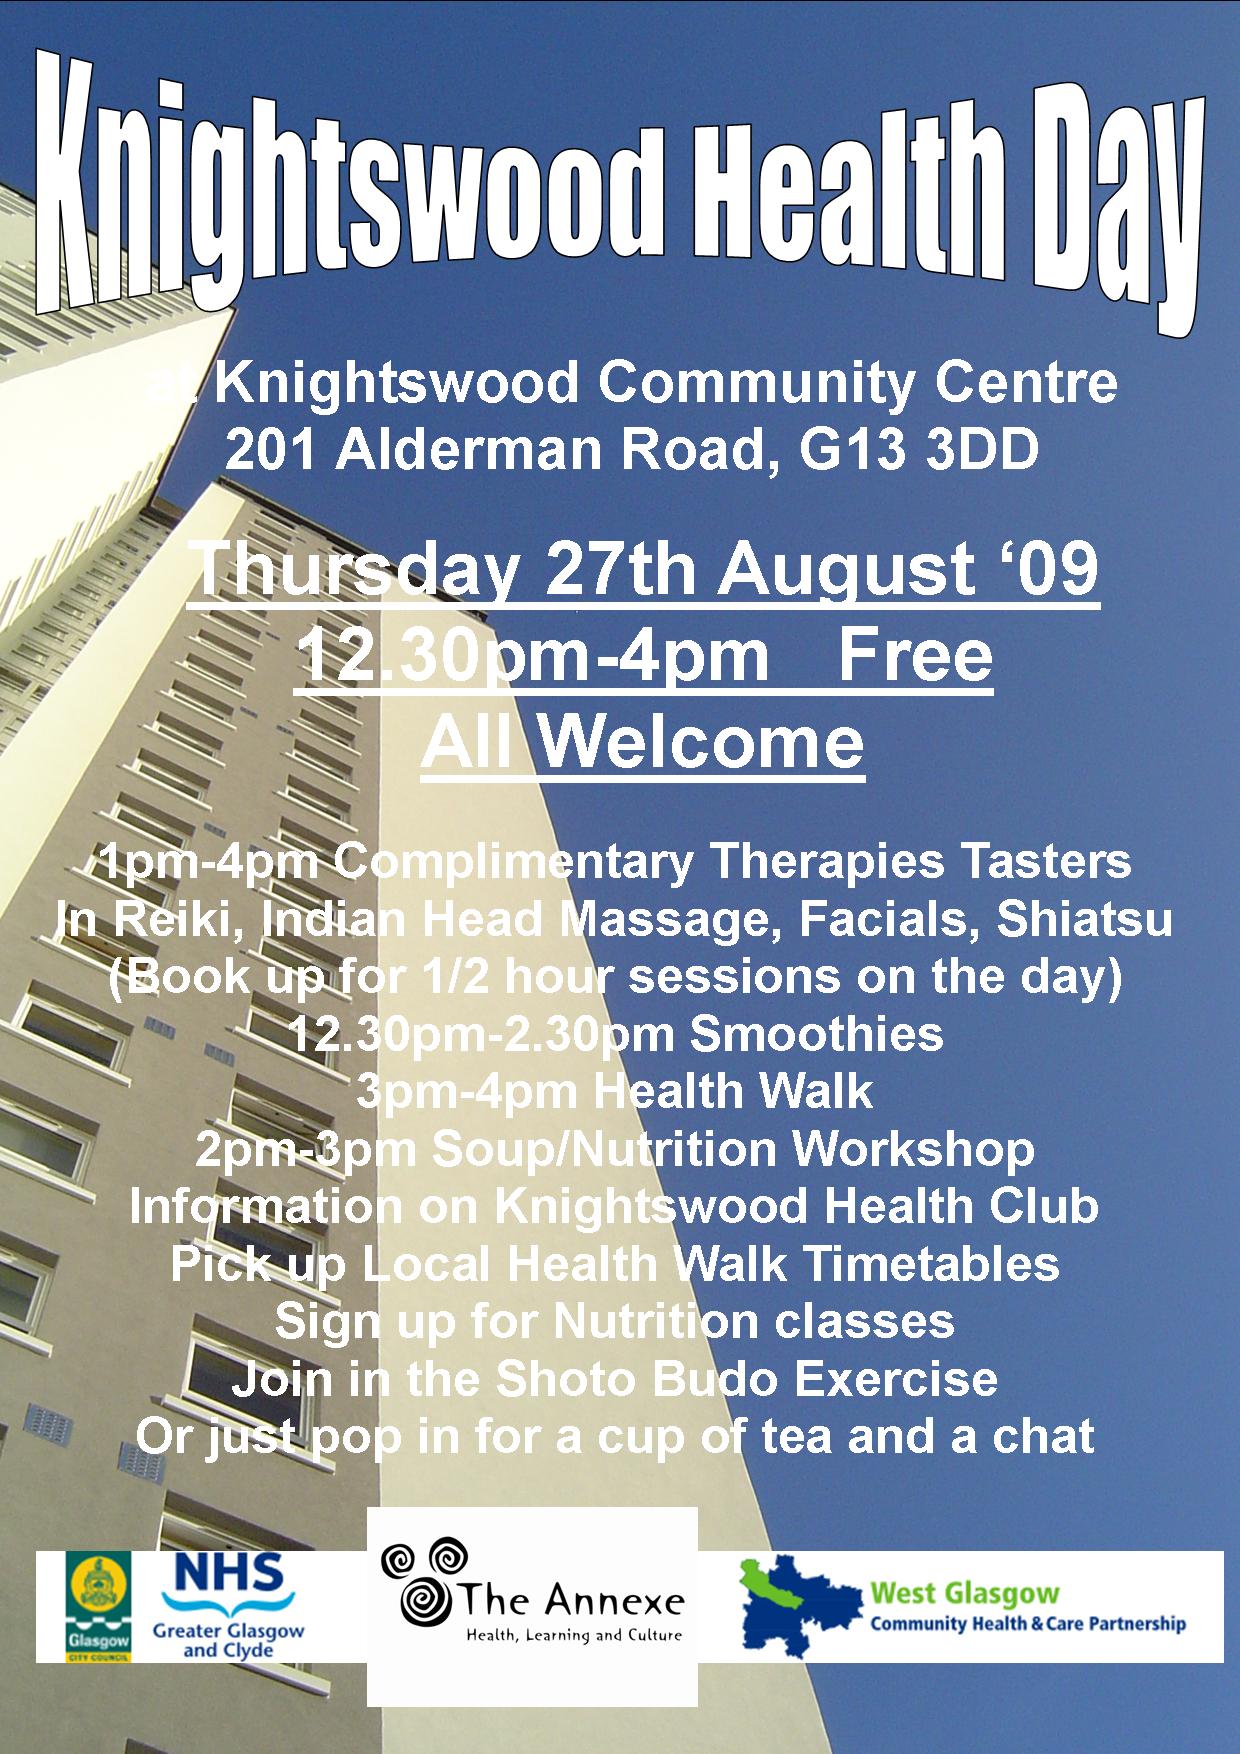 Knightswood Health Day
at Knightswood Community Centre
201 Alderman Road, G13 3DD
Thursday 27th August ‘09
12.30pm-4pm Free
All Welcome
1pm-4pm Complimentary Therapies Tasters
In Reiki, Indian Head Massage, Facials, Shiatsu
(Book up for 1/2 hour sessions on the day)
12.30pm-2.30pm Smoothies
3pm-4pm Health Walk
2pm-3pm Soup/Nutrition Workshop
Information on Knightswood Health Club
Pick up Local Health Walk Timetables
Sign up for Nutrition classes
Join in the Shoto Budo Exercise
Or just pop in for a cup of tea and a chat
Glasgow
CITY COUNCIL
NHS
Greater Glasgow
and Clyde
The Annexe
Health, Learning and Culture
West Glasgow
Community Health & Care Partnership